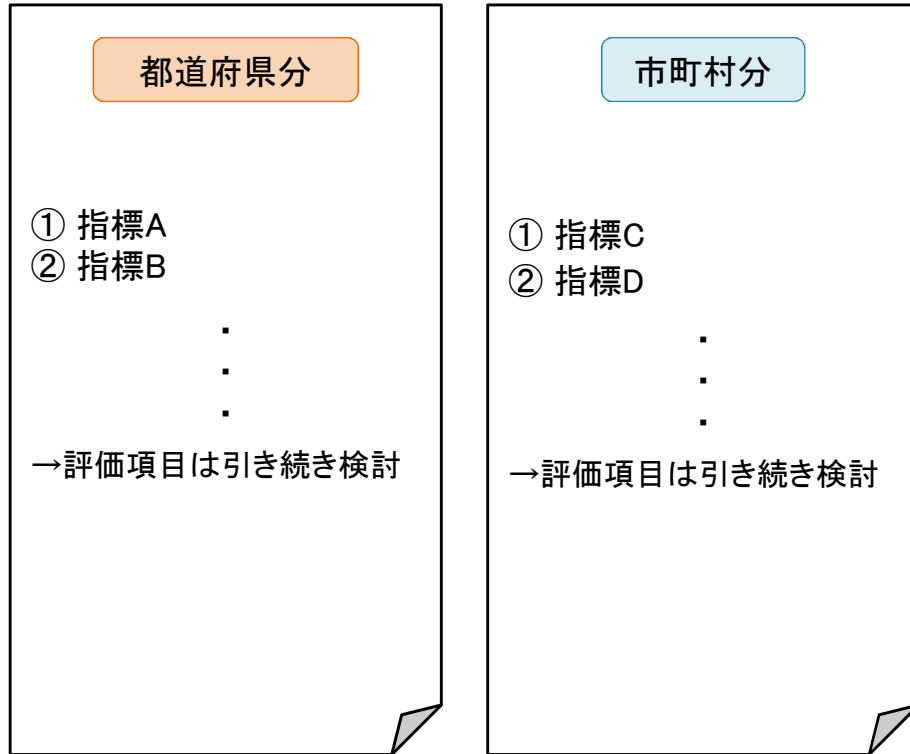 都道府県分
① 指標A
② 指標B
・
・
・
→評価項目は引き続き検討
市町村分
① 指標C
② 指標D
・
・
・
→評価項目は引き続き検討